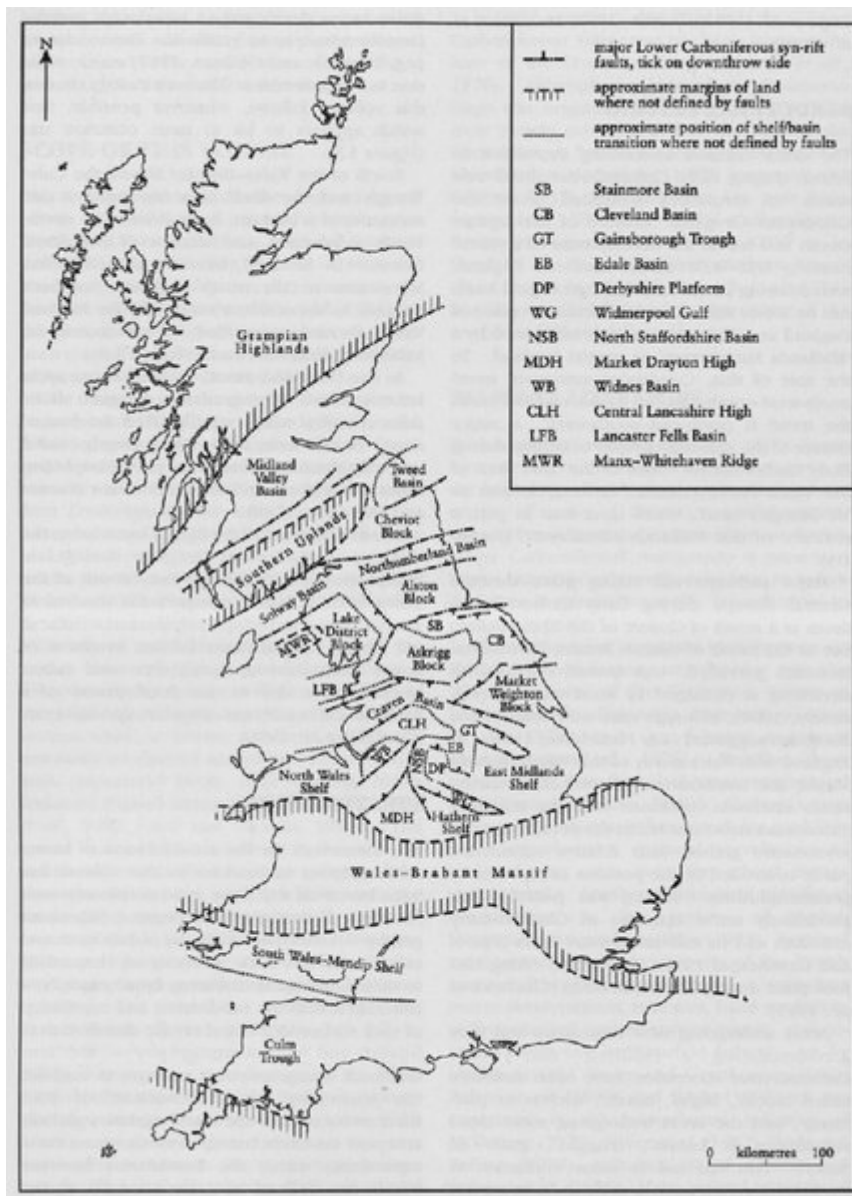 N
major Lower Carboniferous syn-rift
faults, tick on downthrow side
approximate margins of land
where not defined by faults
approximate position of shelf/basin
transition where not defined by faults
SB Stainmore Basin
CB Cleveland Basin
GT Gainsborough Trough
EB Edale Basin
DP Derbyshire Platform
WG Widmerpool Gulf
NSB North Staffordshire Basin
MDH Market Drayton High
WB Widnes Basin
CLH Central Lancashire High
LFB Lancaster Fells Basin
MWR Manx–Whitehaven Ridge
Grampian
Highlands
Midland
Valley
Basin
Tweed
Basin
Cheviot
Block
Southern Uplands
Northumberland Basin
Alston
Block
Solway Basin
Lake
District
Block
MWR
SB
CB
Askrigg
Block
Market
Weighton
Block
LFB
Craven Basin
CLH
GT
EB
WB
NSB
DP
North Wales
Shelf
East Midlands
Shelf
WG
MDH
Hathern
Shelf
Wales–Brabant Massif
South Wales–Mendip Shelf
Culm
Trough
0 kilometres 100